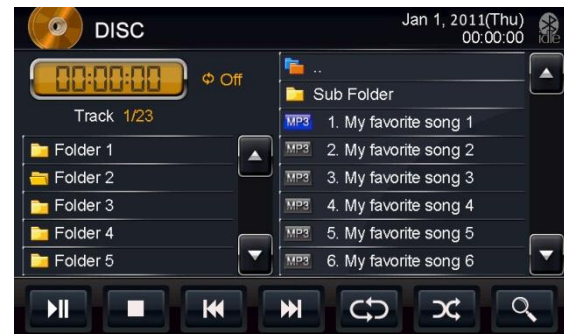 DISC
Jan 1, 2011(Thu)
00:00:00
idle
00:00:00
Off
Track 1/23
Folder 1
Folder 2
Folder 3
Folder 4
Folder 5
..
Sub Folder
MP3 1. My favorite song 1
MP3 2. My favorite song 2
MP3 3. My favorite song 3
MP3 4. My favorite song 4
MP3 5. My favorite song 5
MP3 6. My favorite song 6